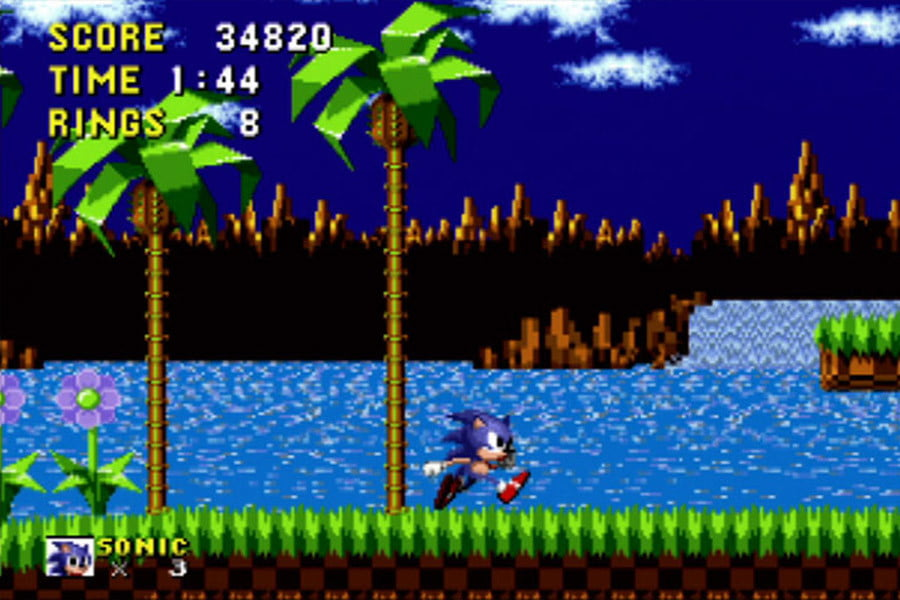 SCORE 34820
TIME 1:44
RINGS 8
SONIC
× 3